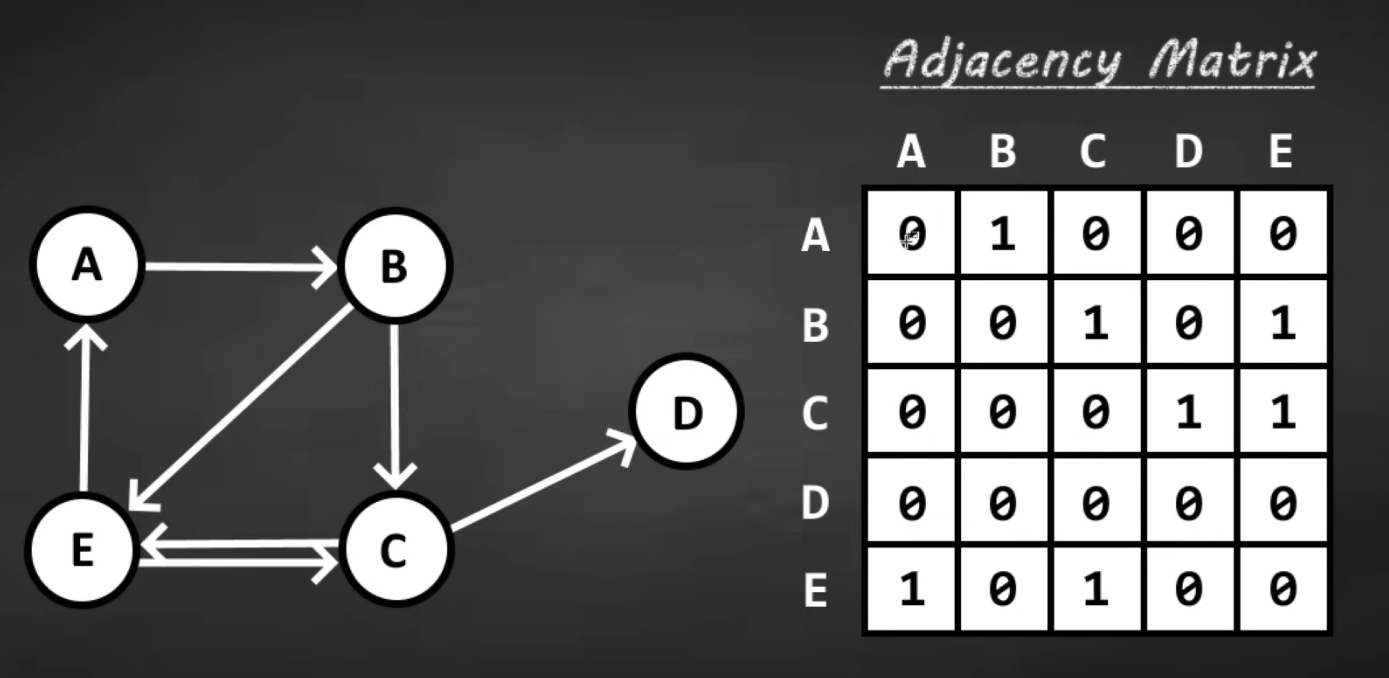 Adjacency Matrix
A B C D E
A 0 1 0 0 0
B 0 0 1 0 1
C 0 0 0 1 1
D 0 0 0 0 0
E 1 0 1 0 0
A B
D
E C